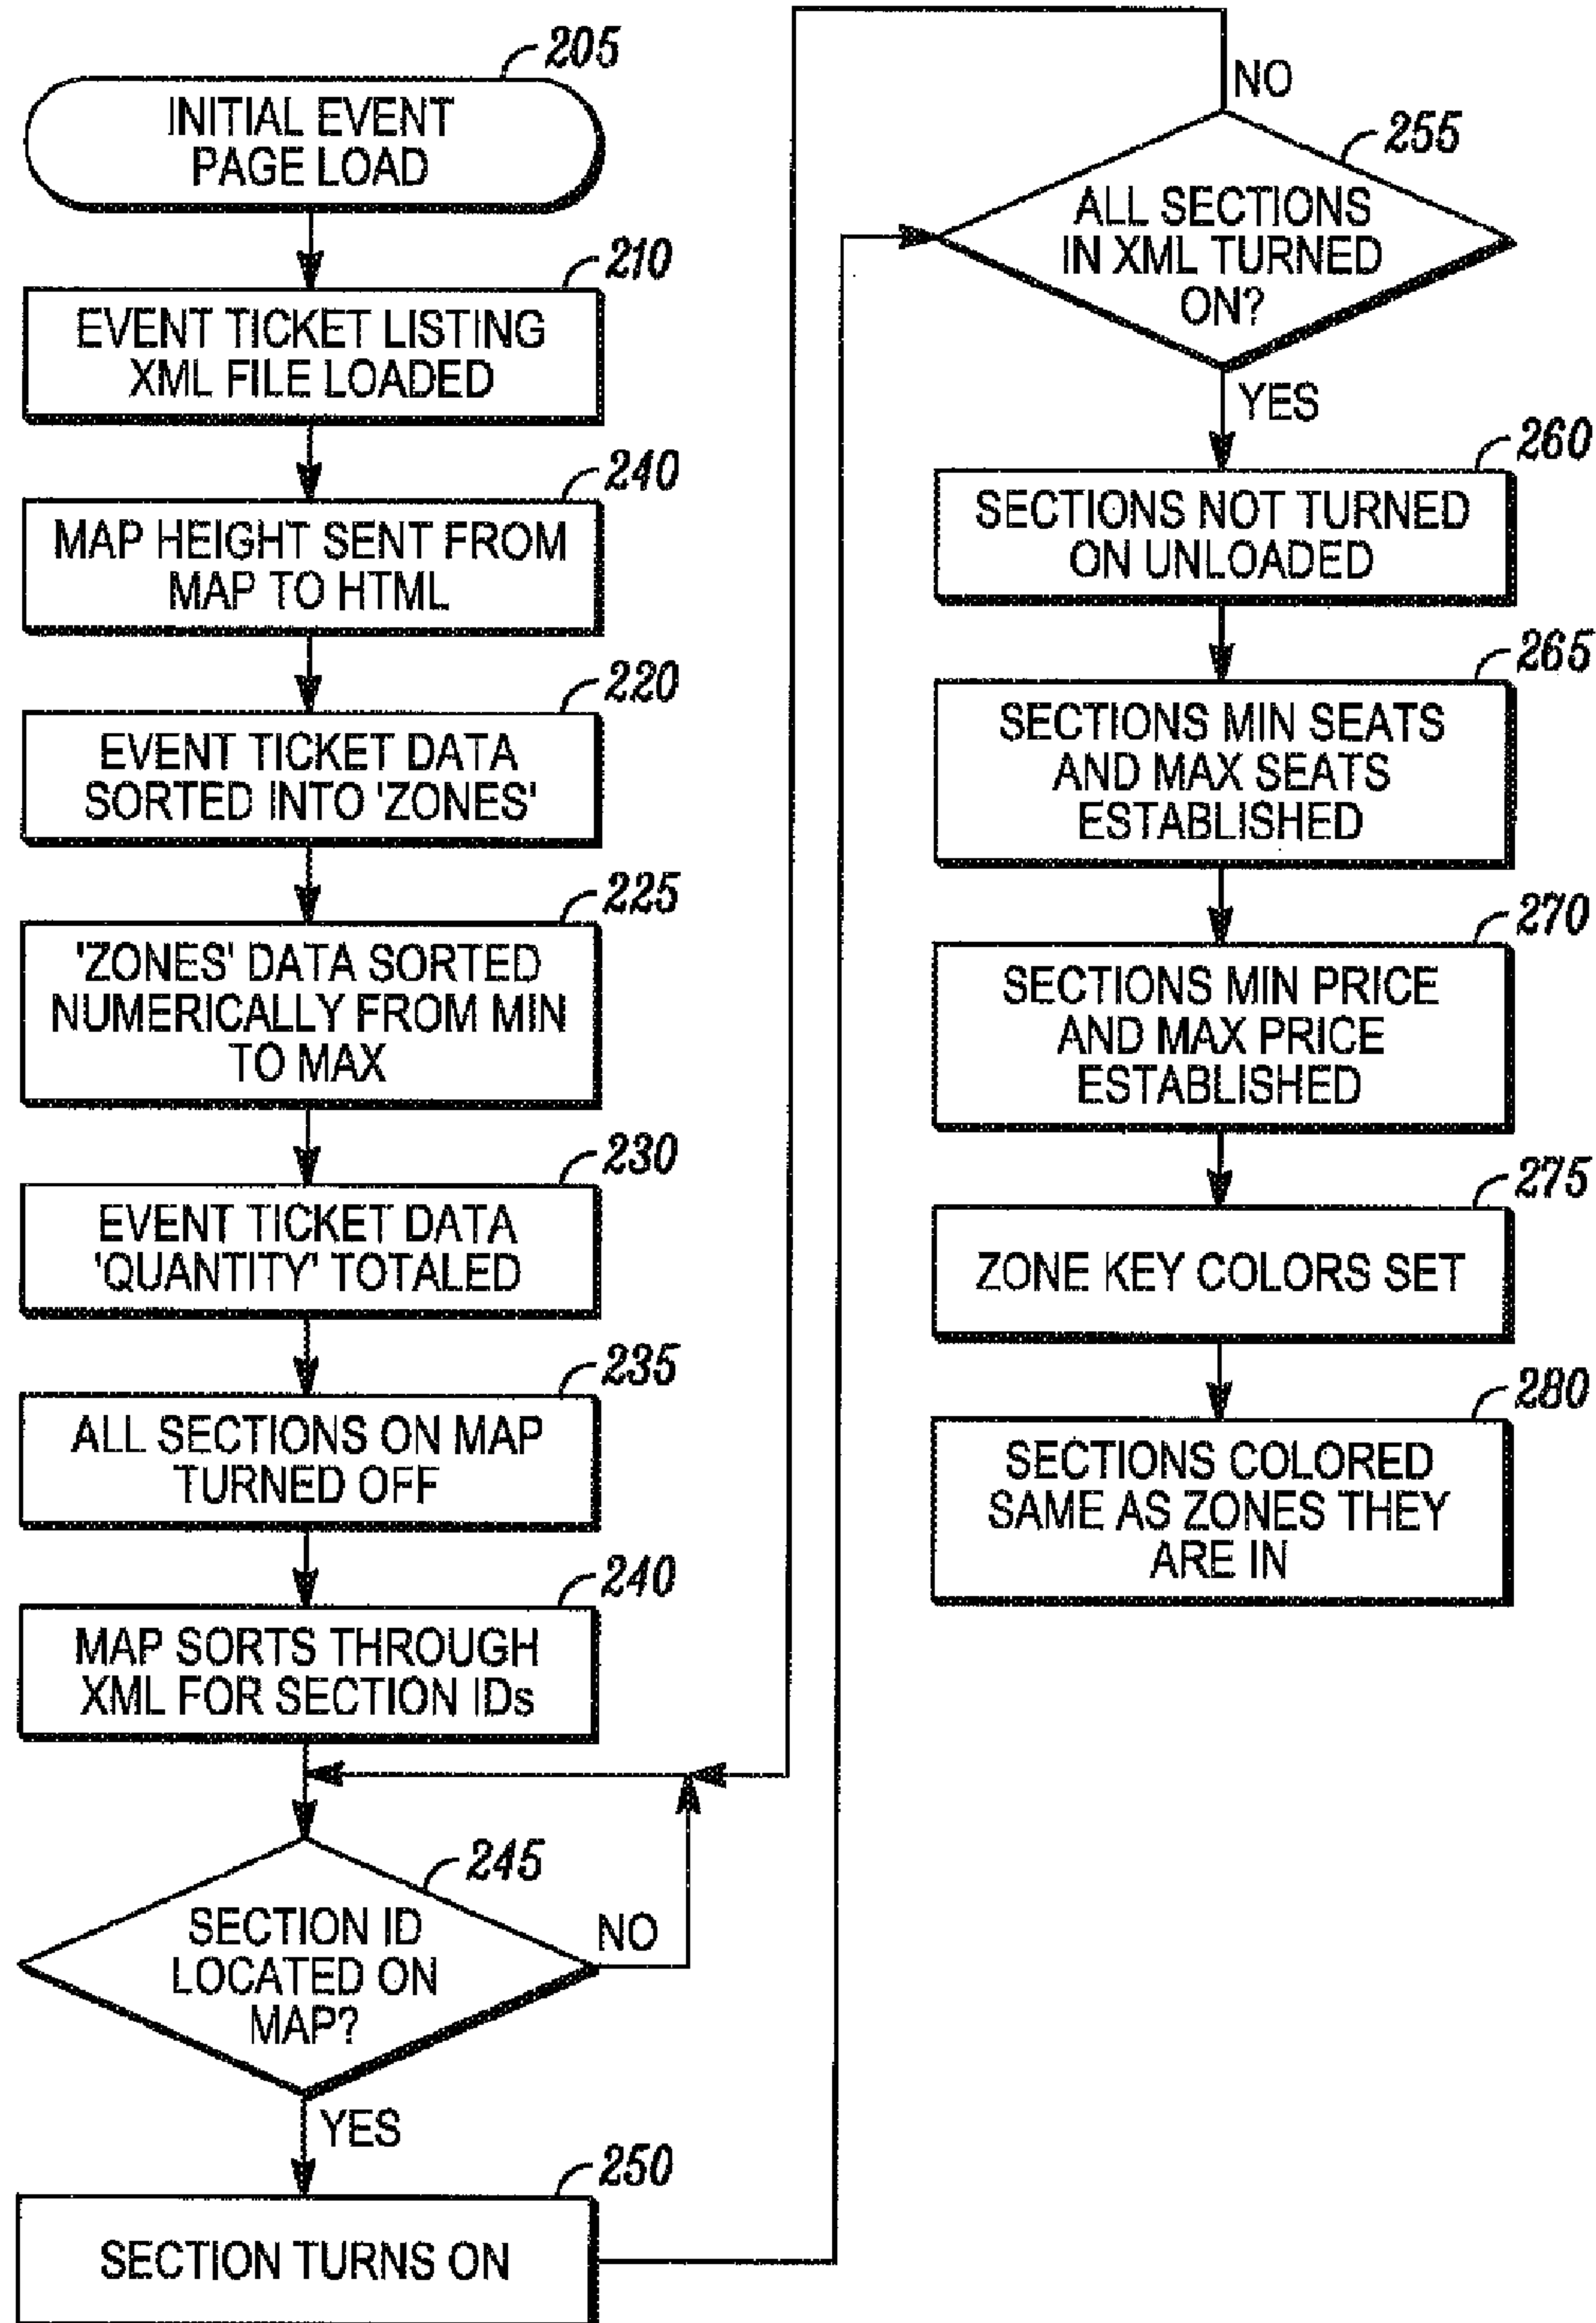 205
INITIAL EVENT
PAGE LOAD
210
EVENT TICKET LISTING
XML FILE LOADED
240
MAP HEIGHT SENT FROM
MAP TO HTML
220
EVENT TICKET DATA
SORTED INTO 'ZONES'
225
'ZONES' DATA SORTED
NUMERICALLY FROM MIN
TO MAX
230
EVENT TICKET DATA
'QUANTITY' TOTALED
235
ALL SECTIONS ON MAP
TURNED OFF
240
MAP SORTS THROUGH
XML FOR SECTION IDs
245
SECTION ID
LOCATED ON
MAP?
NO
YES
250
SECTION TURNS ON
NO
255
ALL SECTIONS
IN XML TURNED
ON?
YES
260
SECTIONS NOT TURNED
ON UNLOADED
265
SECTIONS MIN SEATS
AND MAX SEATS
ESTABLISHED
270
SECTIONS MIN PRICE
AND MAX PRICE
ESTABLISHED
275
ZONE KEY COLORS SET
280
SECTIONS COLORED
SAME AS ZONES THEY
ARE IN